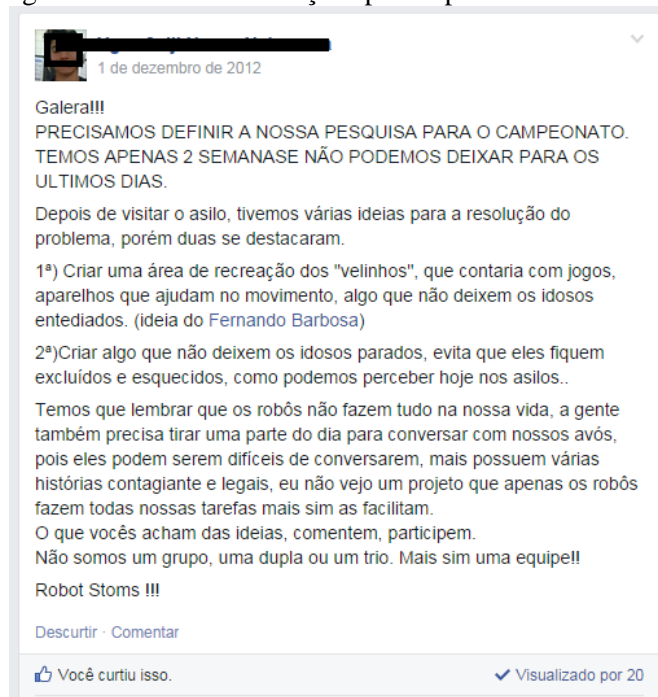 1 de dezembro de 2012
Galera!!!
PRECISAMOS DEFINIR A NOSSA PESQUISA PARA O CAMPEONATO.
TEMOS APENAS 2 SEMANASE NÃO PODEMOS DEIXAR PARA OS
ULTIMOS DIAS.
Depois de visitar o asilo, tivemos várias ideias para a resolução do
problema, porém duas se destacaram.
1ª) Criar uma área de recreação dos "velinhos", que contaria com jogos,
aparelhos que ajudam no movimento, algo que não deixem os idosos
entediados. (ideia do Fernando Barbosa)
2ª)Criar algo que não deixem os idosos parados, evita que eles fiquem
excluídos e esquecidos, como podemos perceber hoje nos asilos..
Temos que lembrar que os robôs não fazem tudo na nossa vida, a gente
também precisa tirar uma parte do dia para conversar com nossos avós,
pois eles podem serem difíceis de conversarem, mais possuem várias
histórias contagiante e legais, eu não vejo um projeto que apenas os robôs
fazem todas nossas tarefas mais sim as facilitam.
O que vocês acham das ideias, comentem, participem.
Não somos um grupo, uma dupla ou um trio. Mais sim uma equipe!!
Robot Stoms !!!
Descurtir · Comentar
Você curtiu isso. Visualizado por 20